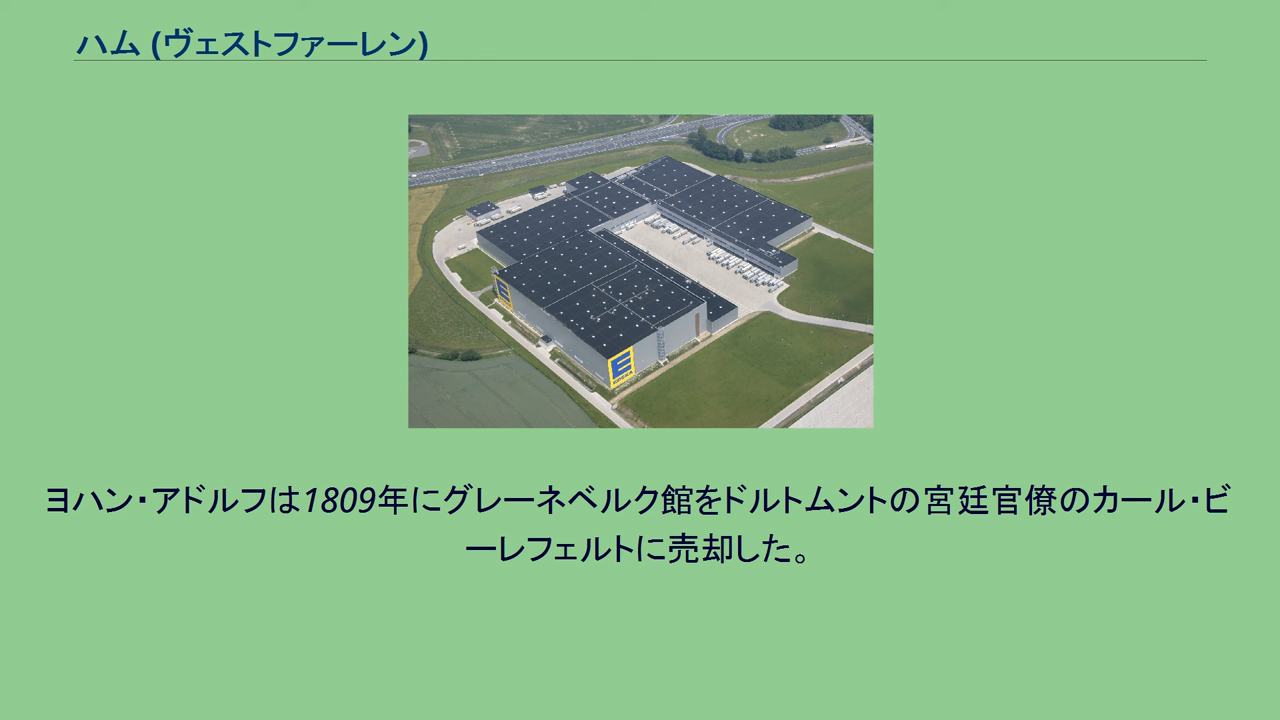 ハム (ヴェストファーレン)
E
ヨハン・アドルフは1809年にグレーネベルク館をドルトムントの宮廷官僚のカール・ビ
ーレフェルトに売却した。